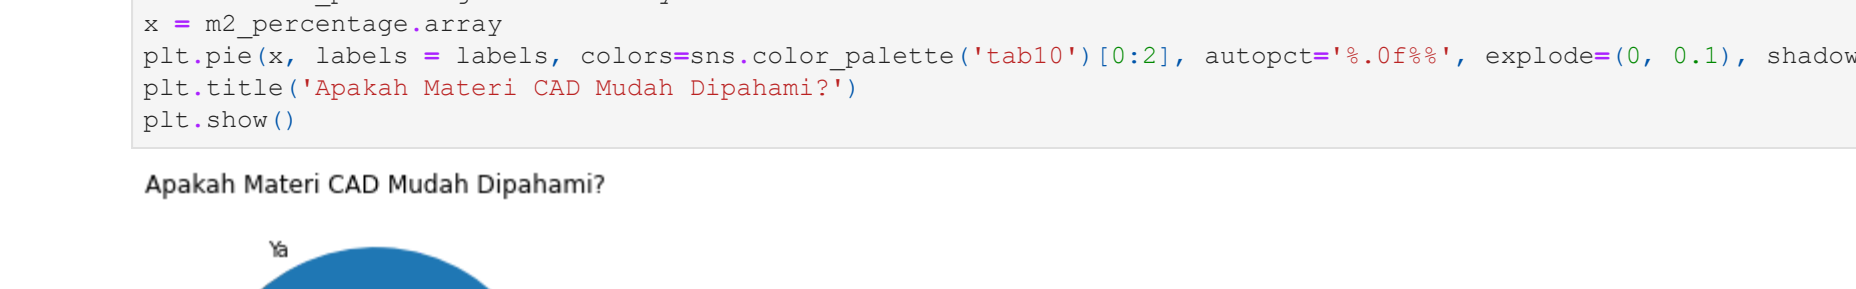 x = m2_percentage.array
plt.pie(x, labels = labels, colors=sns.color_palette('tab10')[0:2], autopct='%.0f%%', explode=(0, 0.1), shadow
plt.title('Apakah Materi CAD Mudah Dipahami?')
plt.show()
Apakah Materi CAD Mudah Dipahami?
Ya